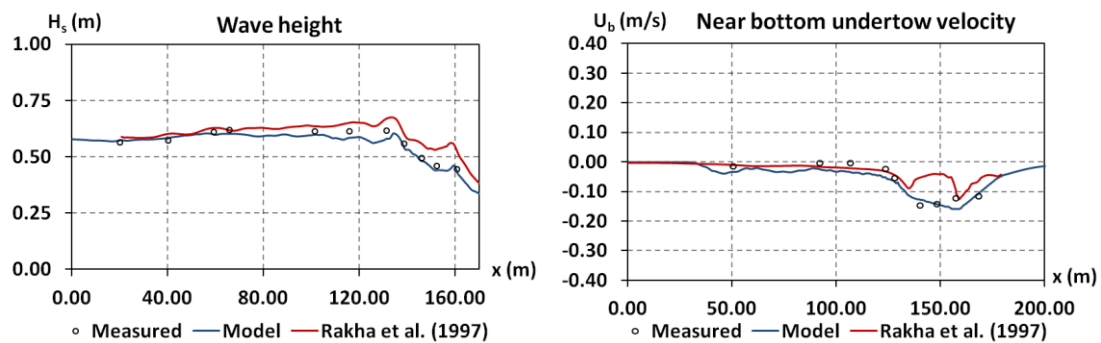 H_s (m)
Wave height
1.00
0.75
0.50
0.25
0.00
x (m)
0.00 40.00 80.00 120.00 160.00
Measured Model Rakha et al. (1997)
U_b (m/s)
Near bottom undertow velocity
0.40
0.30
0.20
0.10
0.00
-0.10
-0.20
-0.30
-0.40
x (m)
0.00 50.00 100.00 150.00 200.00
Measured Model Rakha et al. (1997)